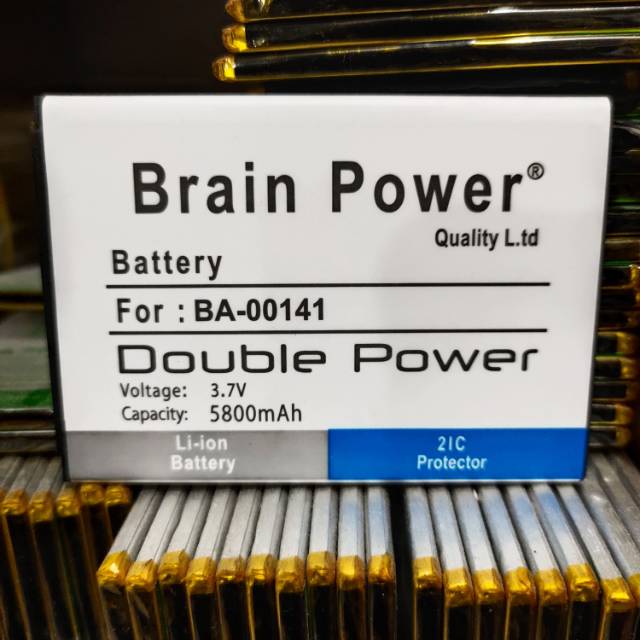 Brain Power®
Quality L.td
Battery
For : BA-00141
Double Power
Voltage: 3.7V
Capacity: 5800mAh
Li-ion
Battery
2IC
Protector